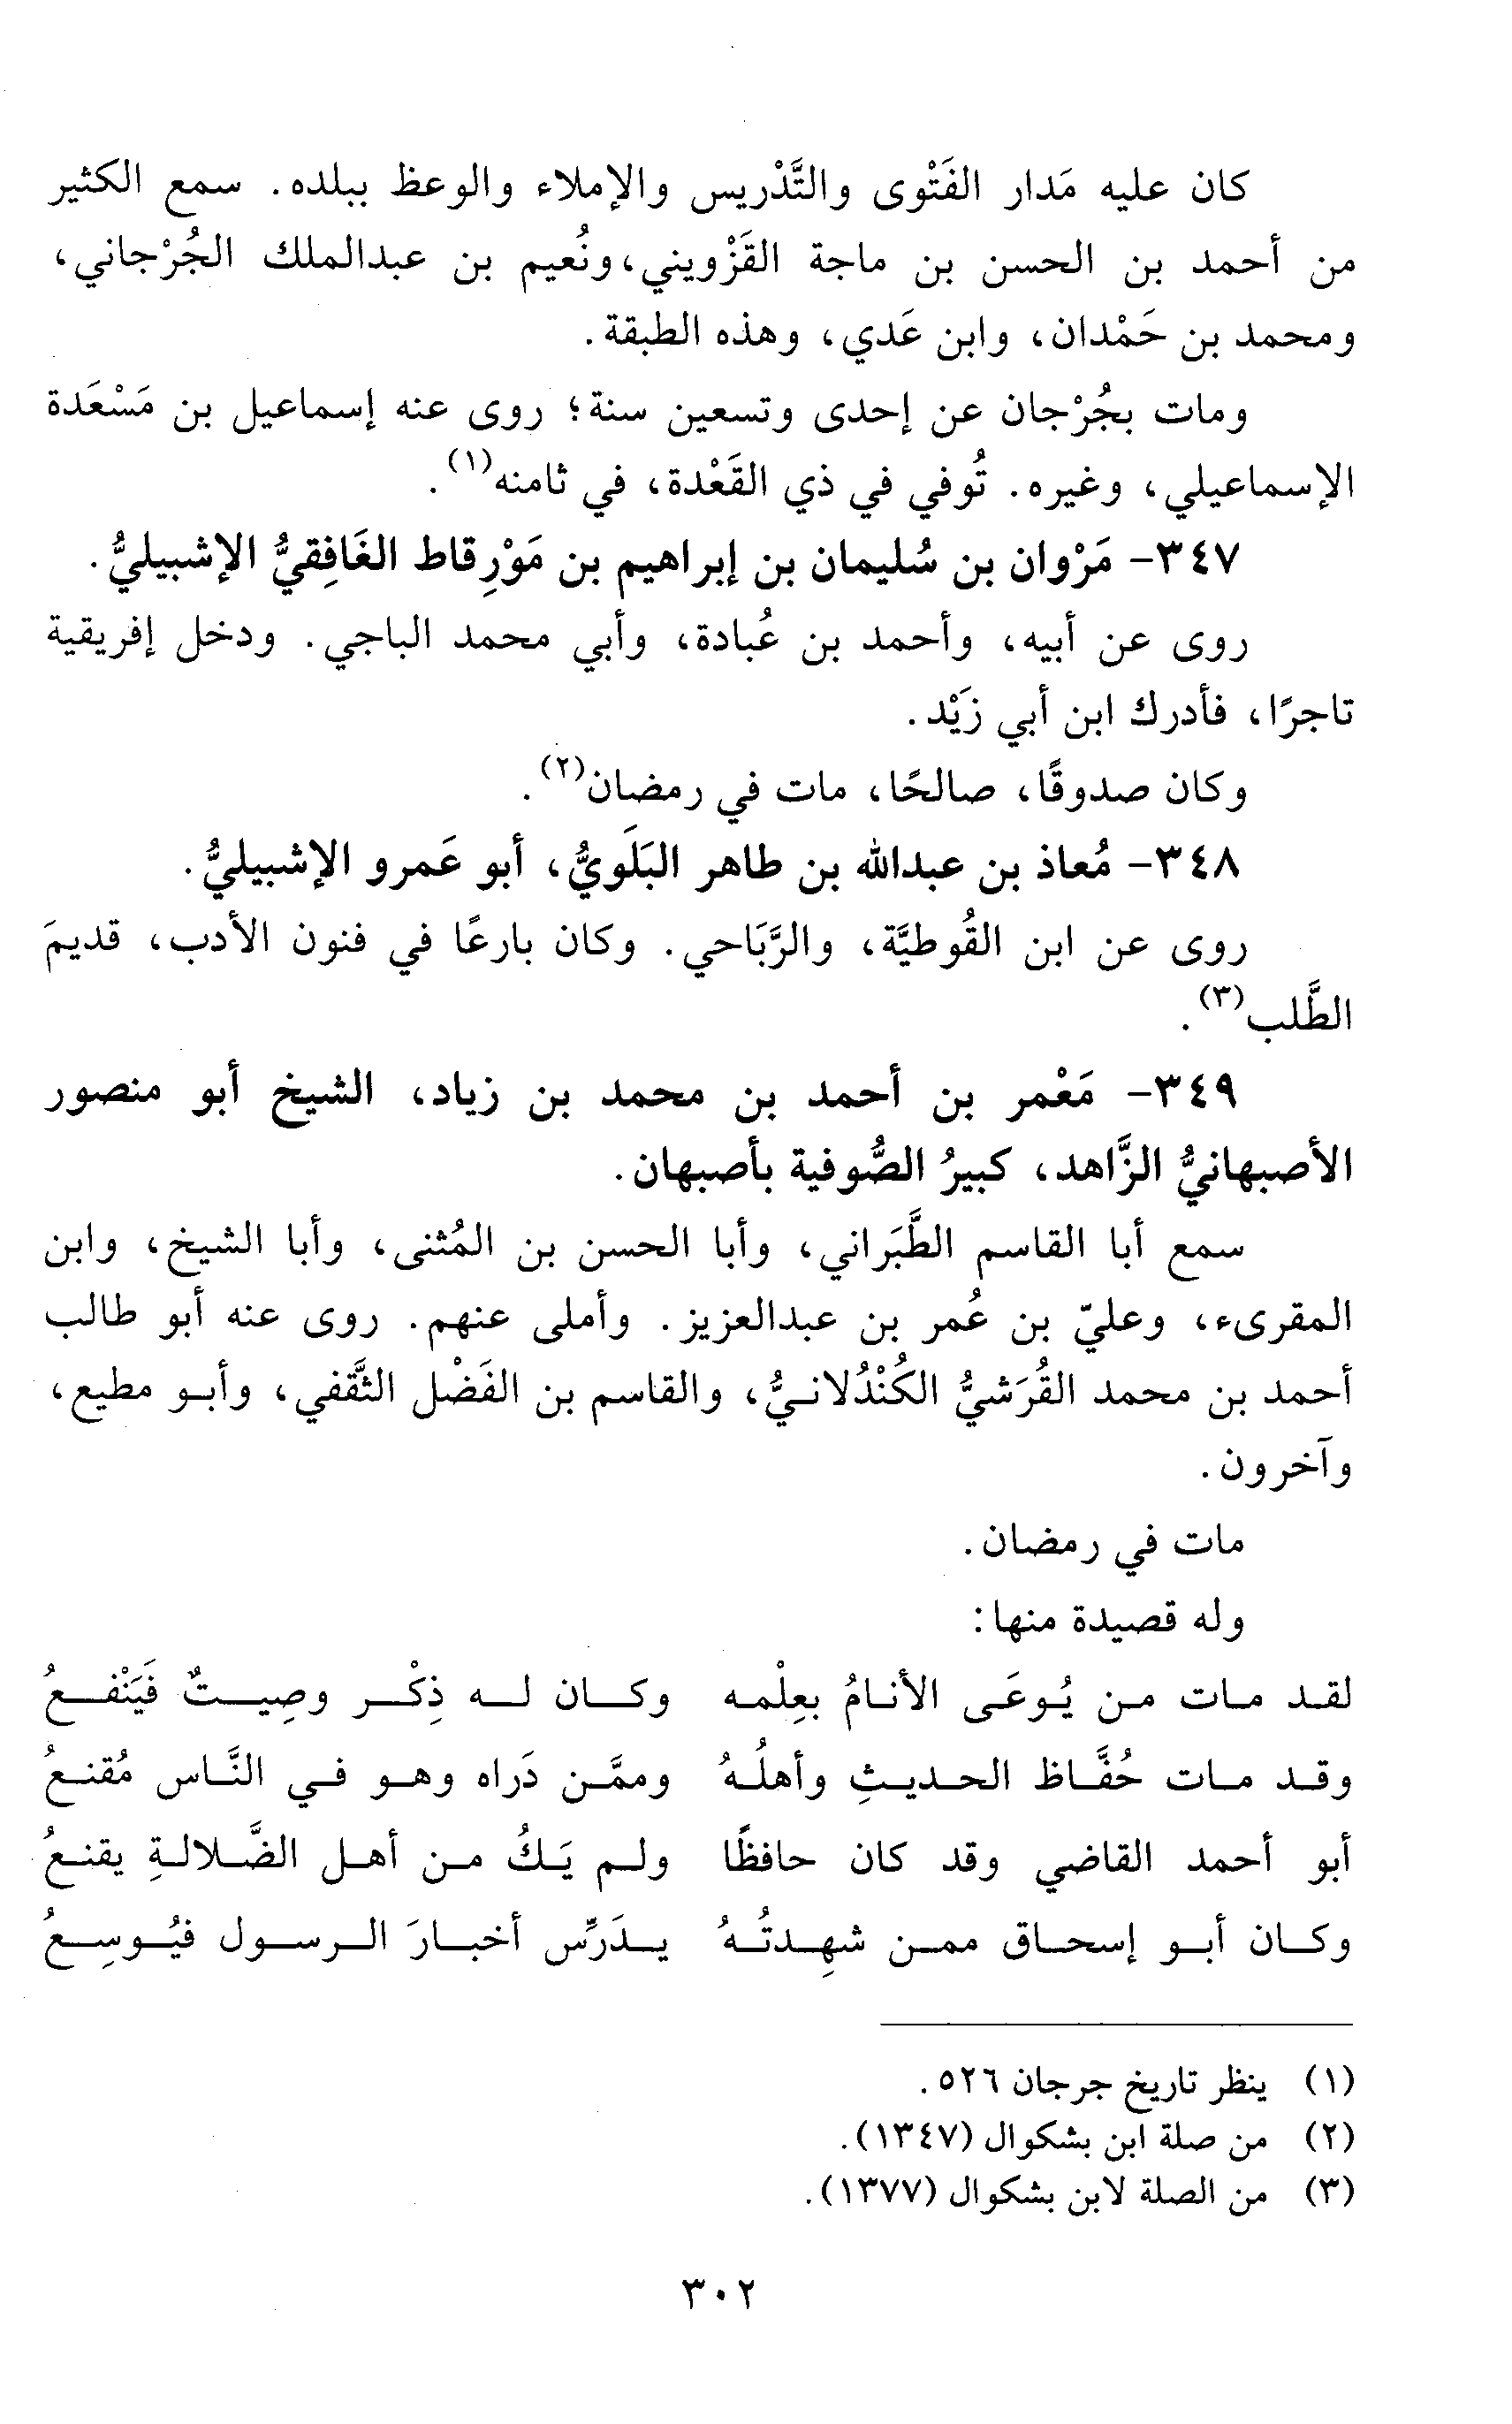 كان عليه مَدار الفَتْوى والتَّدْريس والإملاء والوعظ ببلده. سمع الكثير
من أحمد بن الحسن بن ماجة القَزْويني، ونُعيم بن عبدالملك الجُرْجاني،
ومحمد بن حَمْدان، وابن عَدي، وهذه الطبقة.
ومات بجُرْجان عن إحدى وتسعين سنة؛ روى عنه إسماعيل بن مَسْعَدة
الإسماعيلي، وغيره. تُوفي في ذي القَعْدة، في ثامنه(١).
٣٤٧- مَرْوان بن سُليمان بن إبراهيم بن مَوْرِقاط الغَافِقيُّ الإشبيليُّ.
روى عن أبيه، وأحمد بن عُبادة، وأبي محمد الباجي. ودخل إفريقية
تاجرًا، فأدرك ابن أبي زَيْد.
وكان صدوقًا، صالحًا، مات في رمضان(٢).
٣٤٨- مُعاذ بن عبدالله بن طاهر البَلَويُّ، أبو عَمرو الإشبيليُّ.
روى عن ابن القُوطيَّة، والرَّبَاحي. وكان بارعًا في فنون الأدب، قديمَ
الطَّلب(٣).
٣٤٩- مَعْمر بن أحمد بن محمد بن زياد، الشيخ أبو منصور
الأصبهانيُّ الزَّاهد، كبيرُ الصُّوفية بأصبهان.
سمع أبا القاسم الطَّبَراني، وأبا الحسن بن المُثنى، وأبا الشيخ، وابن
المقرىء، وعليّ بن عُمر بن عبدالعزيز. وأملى عنهم. روى عنه أبو طالب
أحمد بن محمد القُرَشيُّ الكُنْدُلانيُّ، والقاسم بن الفَضْل الثَّقفي، وأبو مطيع،
وآخرون.
مات في رمضان.
وله قصيدة منها:
لقد مات من يُوعَى الأنامُ بعِلْمه وكان له ذِكْر وصِيتٌ فَيَنْفعُ
وقد مات حُفَّاظ الحديثِ وأهلُهُ وممَّن دَراه وهو في النَّاس مُقنعُ
أبو أحمد القاضي وقد كان حافظًا ولم يَكُ من أهل الضَّلالةِ يقنعُ
وكان أبو إسحاق ممن شهِدتُهُ يدَرِّس أخبارَ الرسول فيُوسِعُ
(١) ينظر تاريخ جرجان ٥٢٦.
(٢) من صلة ابن بشكوال (١٣٤٧).
(٣) من الصلة لابن بشكوال (١٣٧٧).
٣٠٢